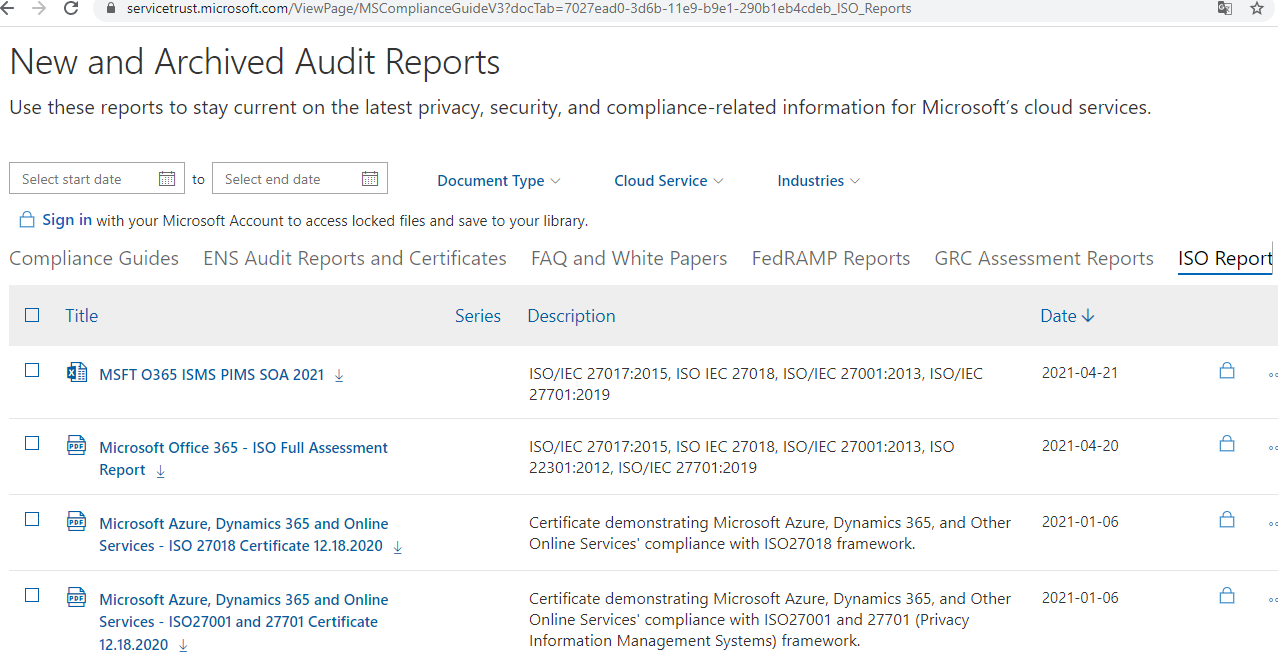 servicetrust.microsoft.com/ViewPage/MSComplianceGuideV3?docTab=7027ead0-3d6b-11e9-b9e1-290b1eb4cdeb_ISO_Reports
New and Archived Audit Reports
Use these reports to stay current on the latest privacy, security, and compliance-related information for Microsoft’s cloud services.
Select start date to Select end date Document Type Cloud Service Industries
Sign in with your Microsoft Account to access locked files and save to your library.
Compliance Guides ENS Audit Reports and Certificates FAQ and White Papers FedRAMP Reports GRC Assessment Reports ISO Report
Title Series Description Date
MSFT O365 ISMS PIMS SOA 2021
ISO/IEC 27017:2015, ISO IEC 27018, ISO/IEC 27001:2013, ISO/IEC
27701:2019
2021-04-21
PDF
Microsoft Office 365 - ISO Full Assessment
Report
ISO/IEC 27017:2015, ISO IEC 27018, ISO/IEC 27001:2013, ISO
22301:2012, ISO/IEC 27701:2019
2021-04-20
PDF
Microsoft Azure, Dynamics 365 and Online
Services - ISO 27018 Certificate 12.18.2020
Certificate demonstrating Microsoft Azure, Dynamics 365, and Other
Online Services' compliance with ISO27018 framework.
2021-01-06
PDF
Microsoft Azure, Dynamics 365 and Online
Services - ISO27001 and 27701 Certificate
12.18.2020
Certificate demonstrating Microsoft Azure, Dynamics 365, and Other
Online Services' compliance with ISO27001 and 27701 (Privacy
Information Management Systems) framework.
2021-01-06